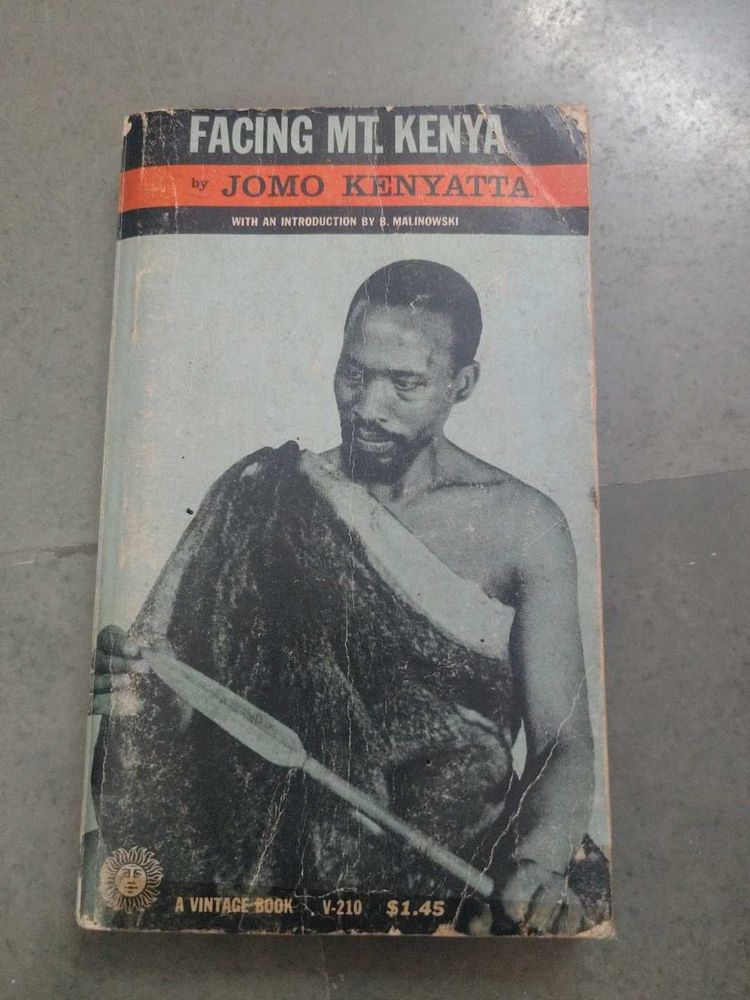 FACING MT. KENYA
by JOMO KENYATTA
WITH AN INTRODUCTION BY B. MALINOWSKI
A VINTAGE BOOK V-210 $1.45